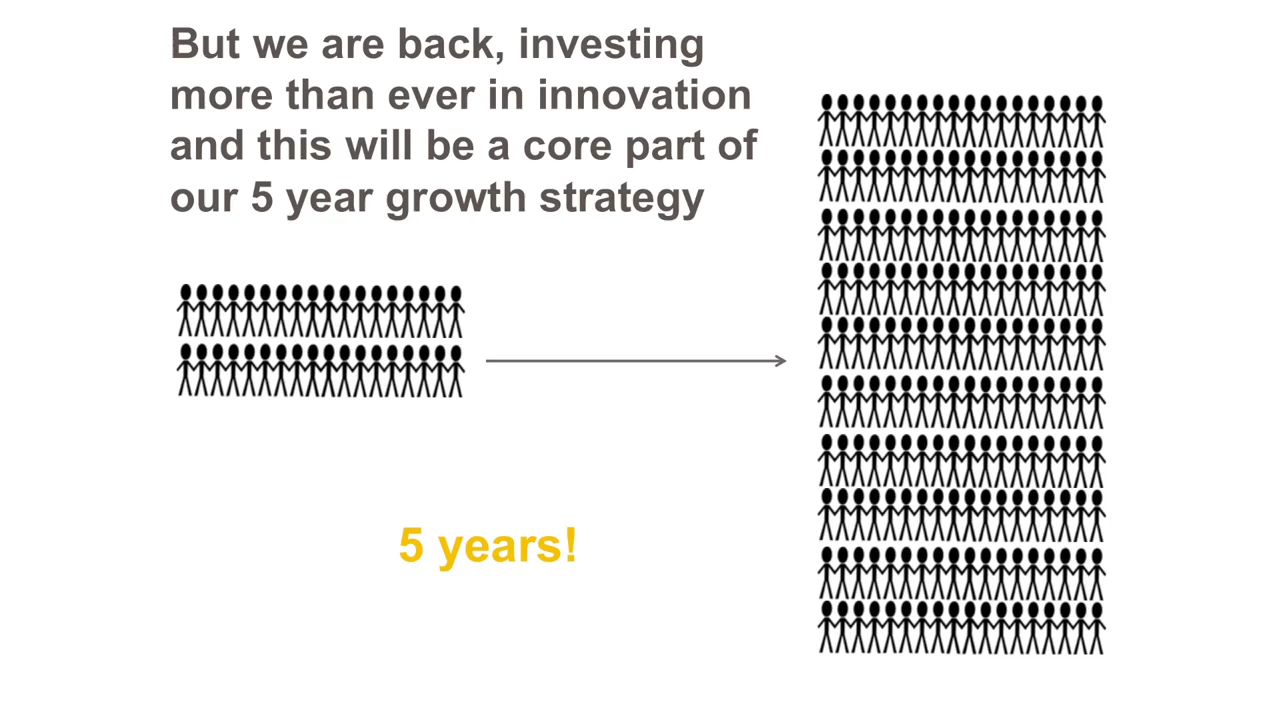 But we are back, investing
more than ever in innovation
and this will be a core part of
our 5 year growth strategy
5 years!